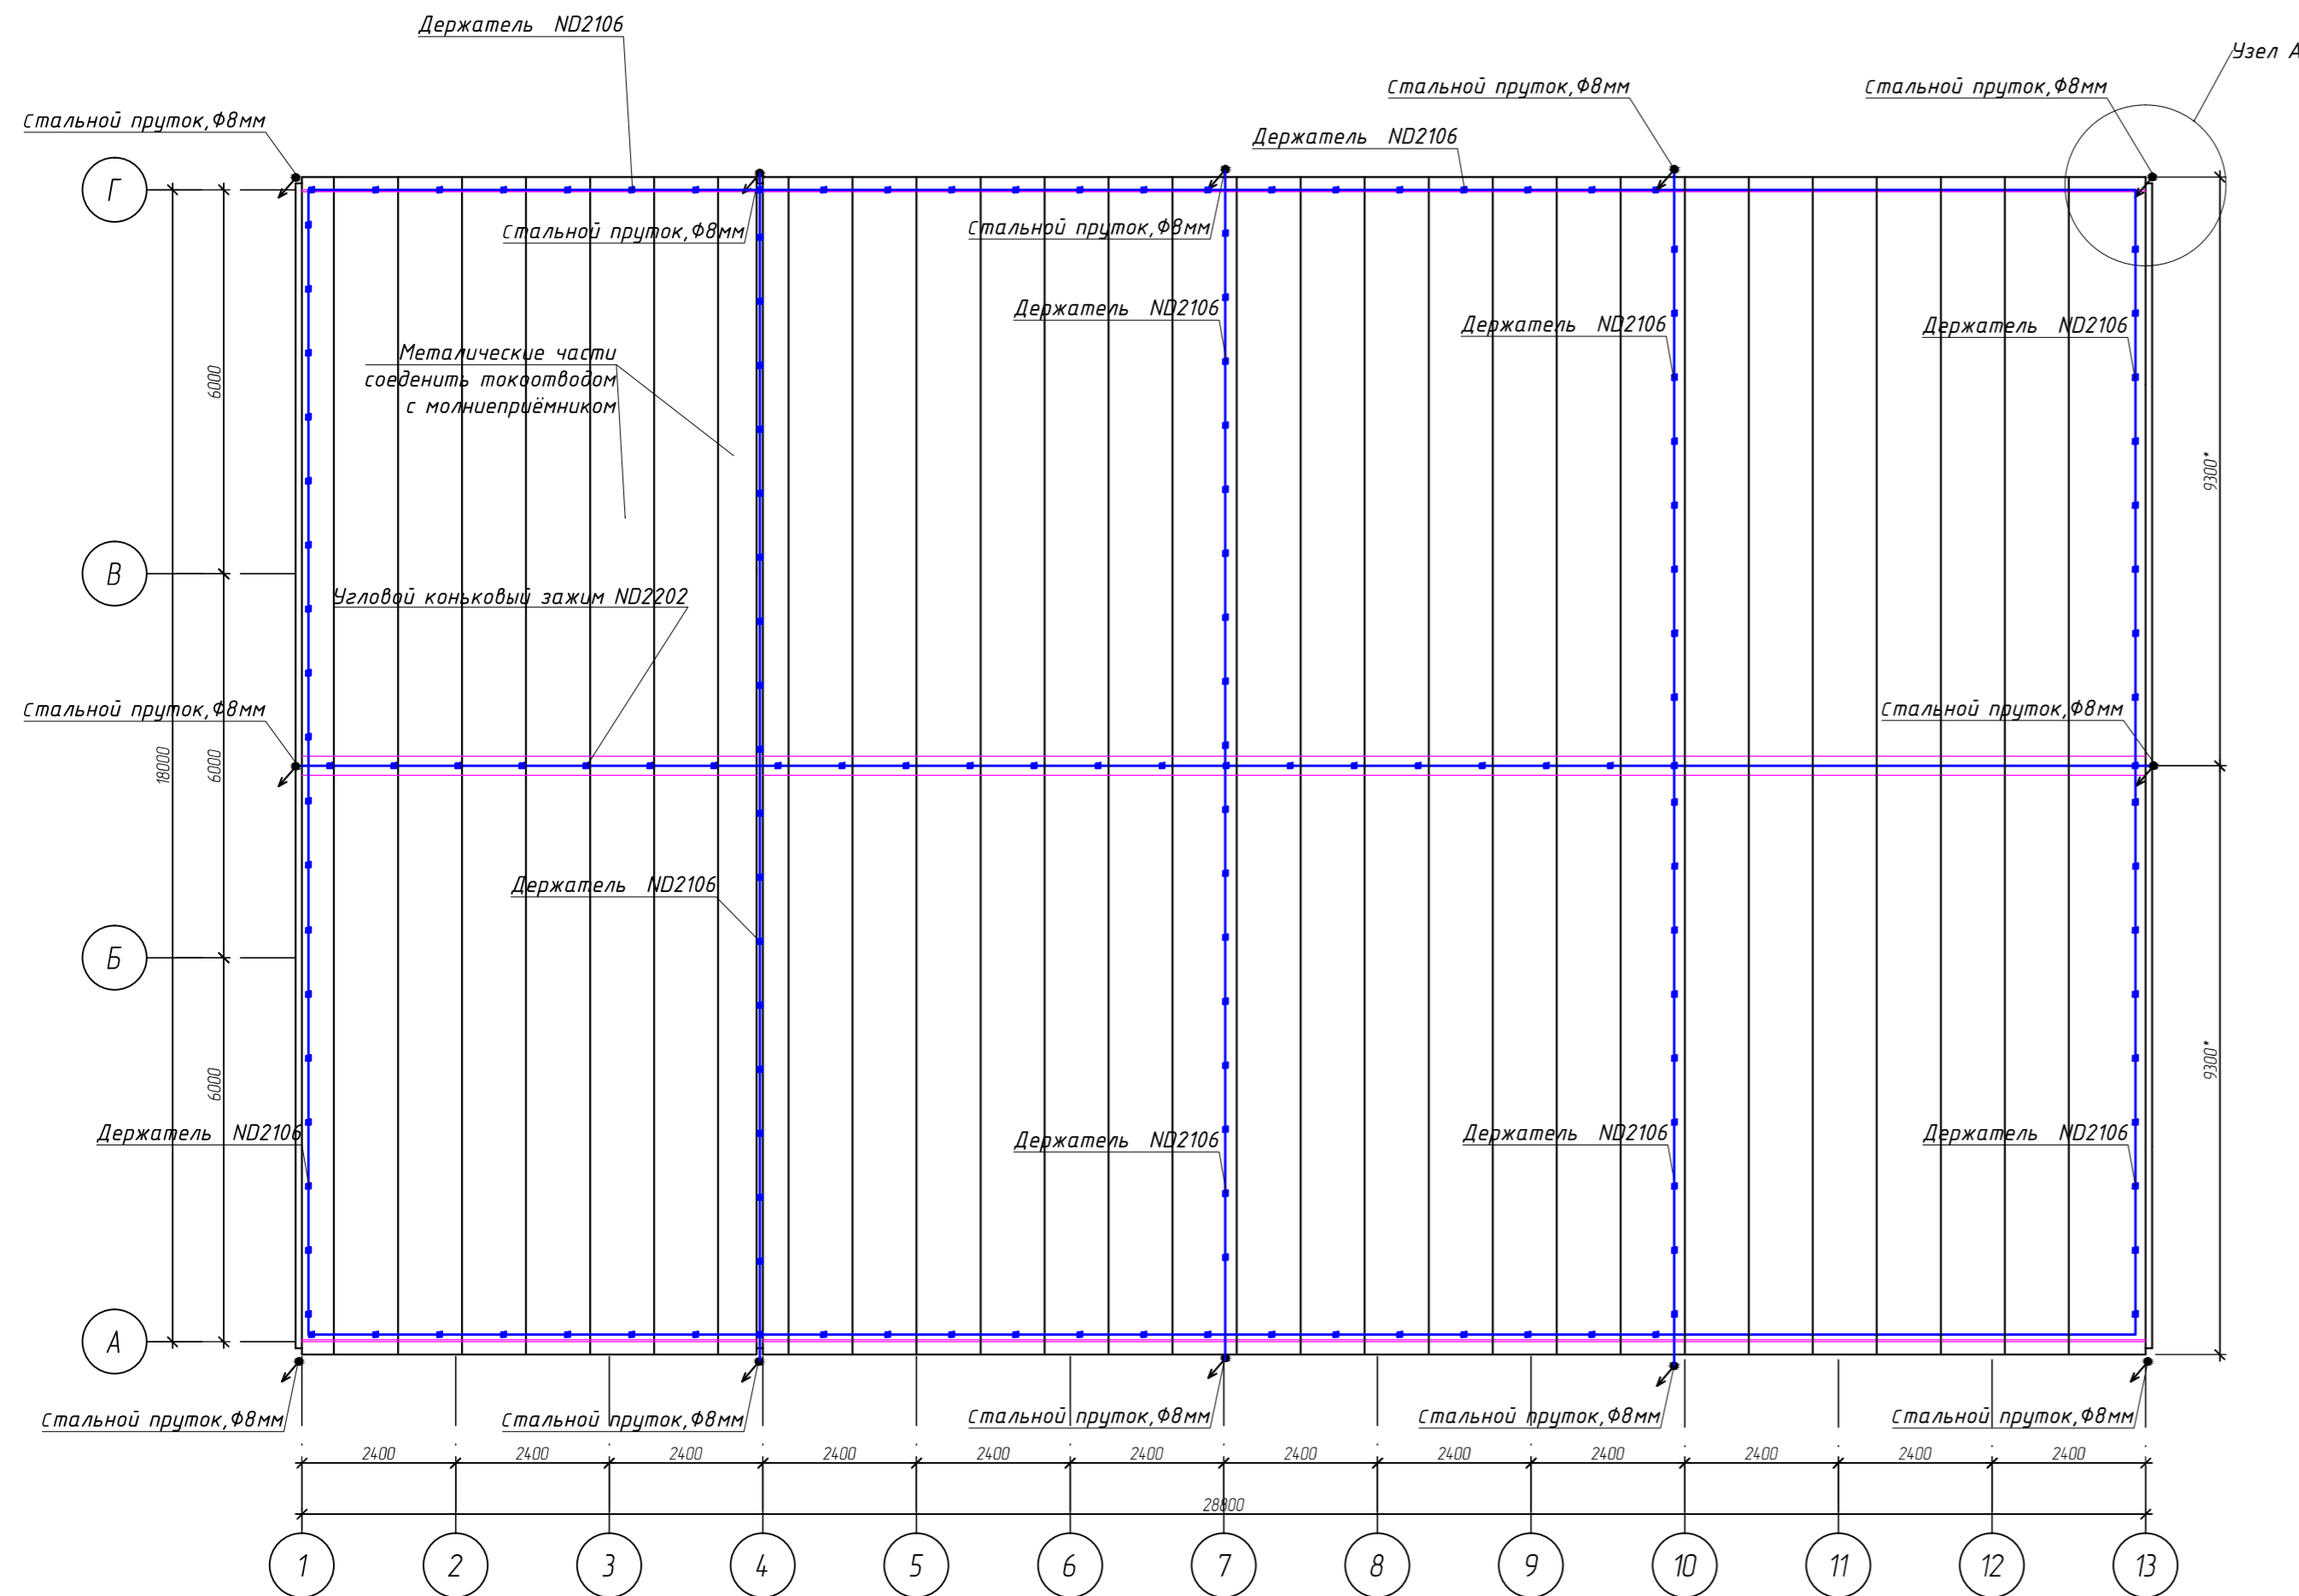 Держатель ND2106
Узел А
Стальной пруток,Ф8мм
Стальной пруток,Ф8мм
Стальной пруток,Ф8мм
Держатель ND2106
Г
Стальной пруток,Ф8мм
Стальной пруток,Ф8мм
Держатель ND2106
Держатель ND2106
Держатель ND2106
Металические части
соеденить токоотводом
с молниеприёмником
6000
9300*
В
Угловой коньковый зажим ND2202
Стальной пруток,Ф8мм
Стальной пруток,Ф8мм
18000
6000
Держатель ND2106
Б
6000
9300*
Держатель ND2106
Держатель ND2106
Держатель ND2106
Держатель ND2106
А
Стальной пруток,Ф8мм
Стальной пруток,Ф8мм
Стальной пруток,Ф8мм
Стальной пруток,Ф8мм
Стальной пруток,Ф8мм
2400 2400 2400 2400 2400 2400 2400 2400 2400 2400 2400 2400
28800
1 2 3 4 5 6 7 8 9 10 11 12 13